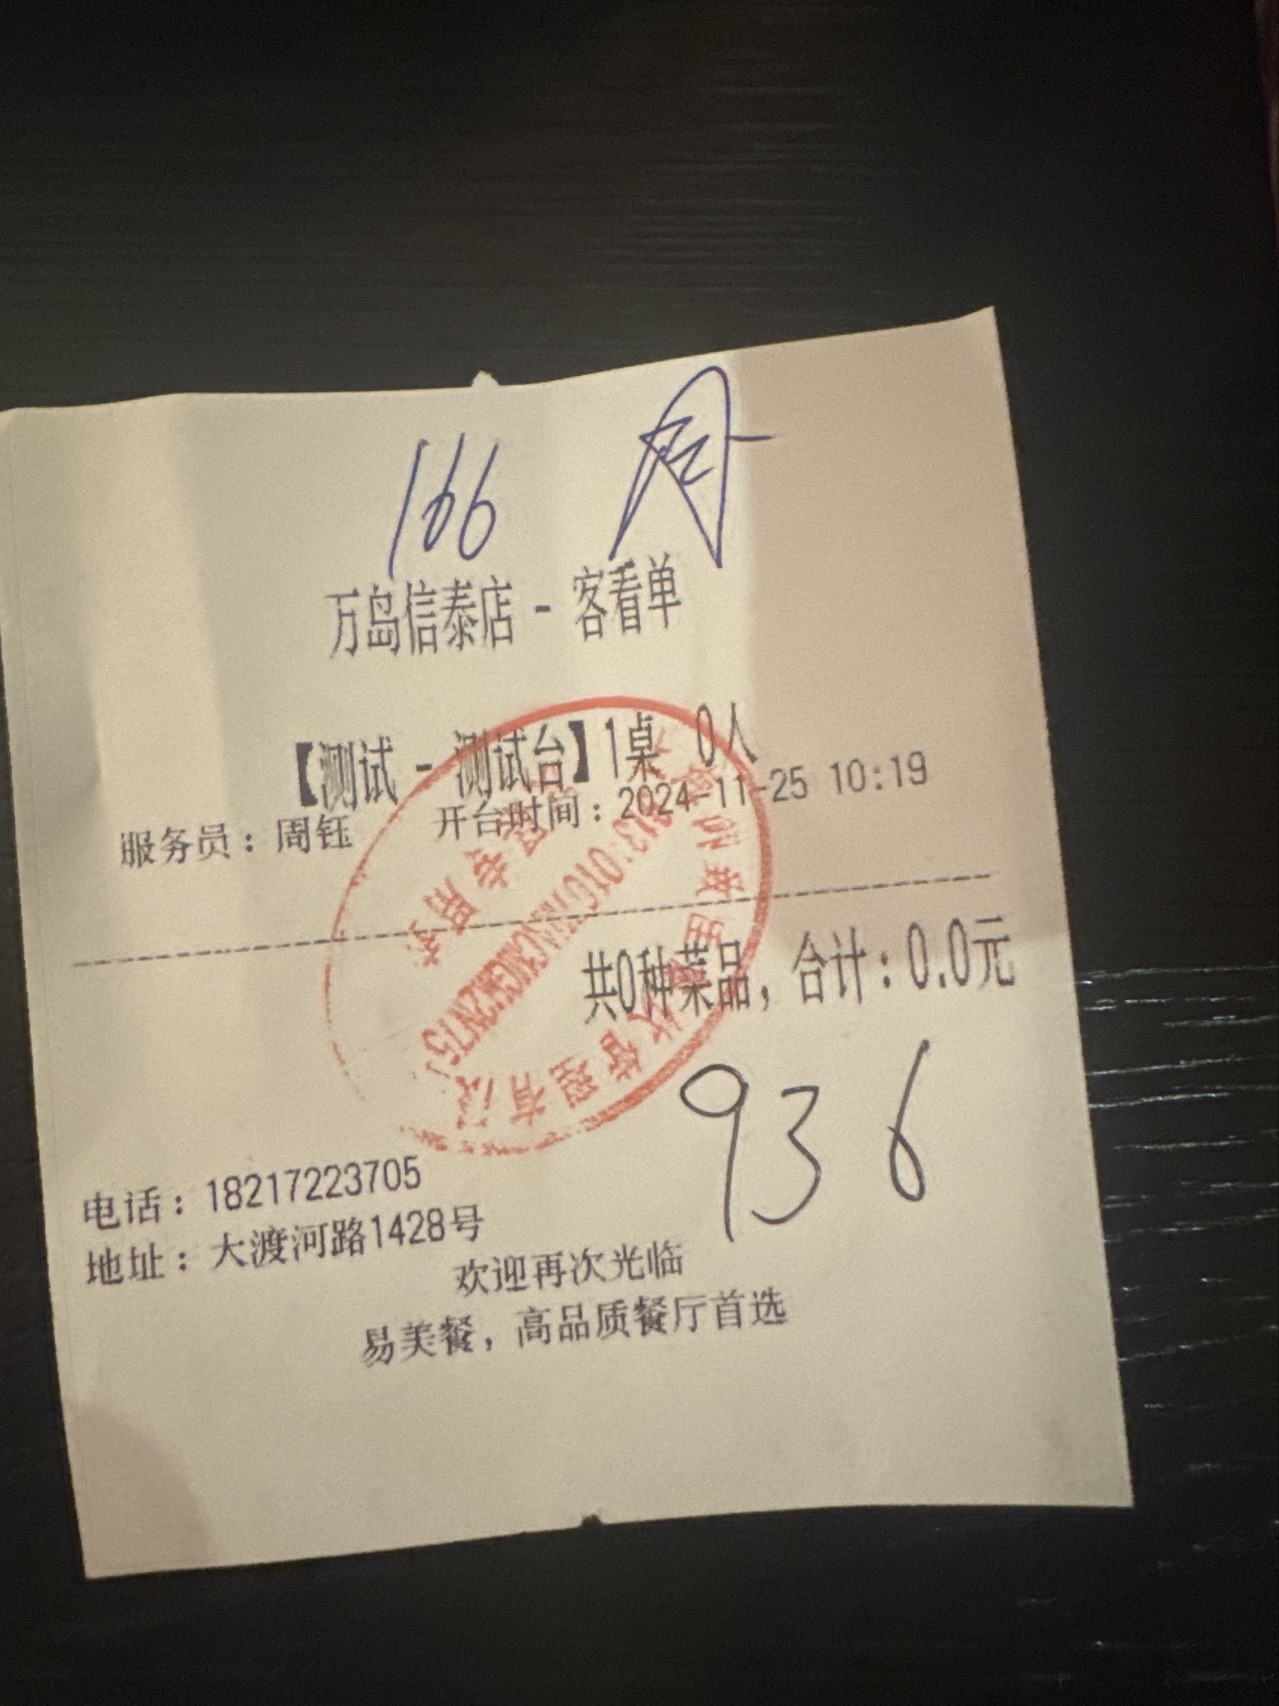 166 周
万岛信泰店 - 客看单
【测试 - 测试台】1桌 0人
服务员：周钰 开台时间：2024-11-25 10:19
共0种菜品，合计：0.0元
936
电话：18217223705
地址：大渡河路1428号
欢迎再次光临
易美餐，高品质餐厅首选